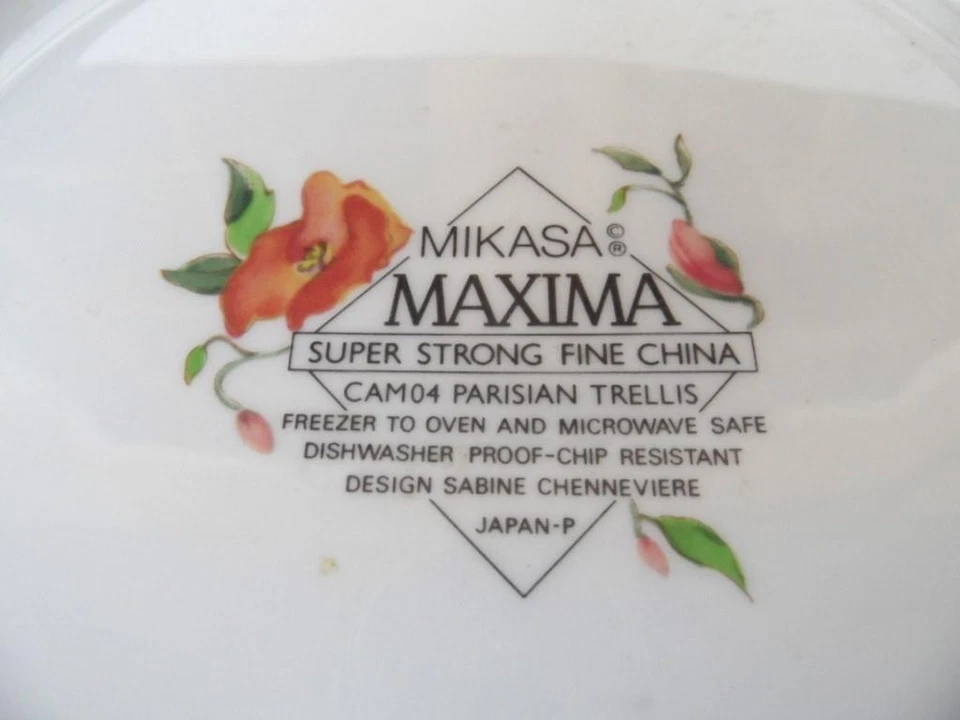 MIKASA©®
MAXIMA
SUPER STRONG FINE CHINA
CAM04 PARISIAN TRELLIS
FREEZER TO OVEN AND MICROWAVE SAFE
DISHWASHER PROOF-CHIP RESISTANT
DESIGN SABINE CHENNEVIERE
JAPAN-P